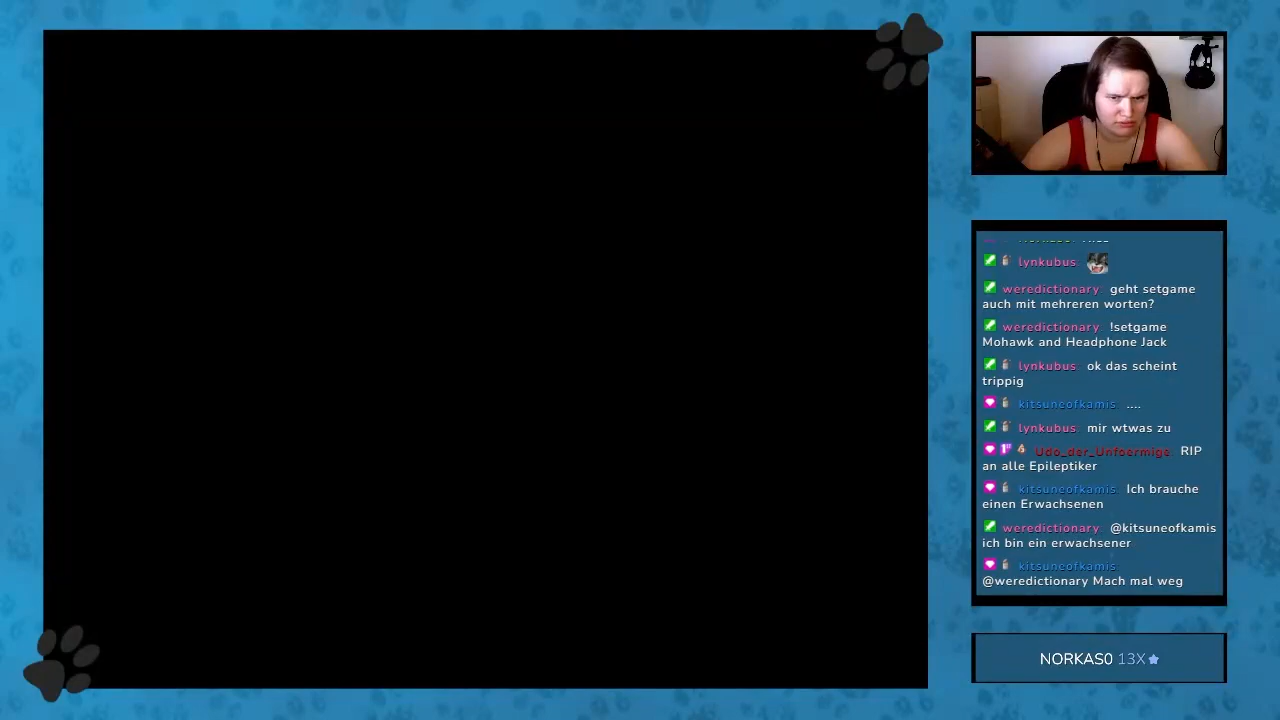 lynkubus
weredictionary geht setgame
auch mit mehreren worten?
weredictionary !setgame
Mohawk and Headphone Jack
lynkubus ok das scheint
trippig
kitsuneofkamis ....
lynkubus mir wtwas zu
Udo_der_Unfoermige RIP
an alle Epileptiker
kitsuneofkamis Ich brauche
einen Erwachsenen
weredictionary @kitsuneofkamis
ich bin ein erwachsener
kitsuneofkamis
@weredictionary Mach mal weg
NORKAS0 13X